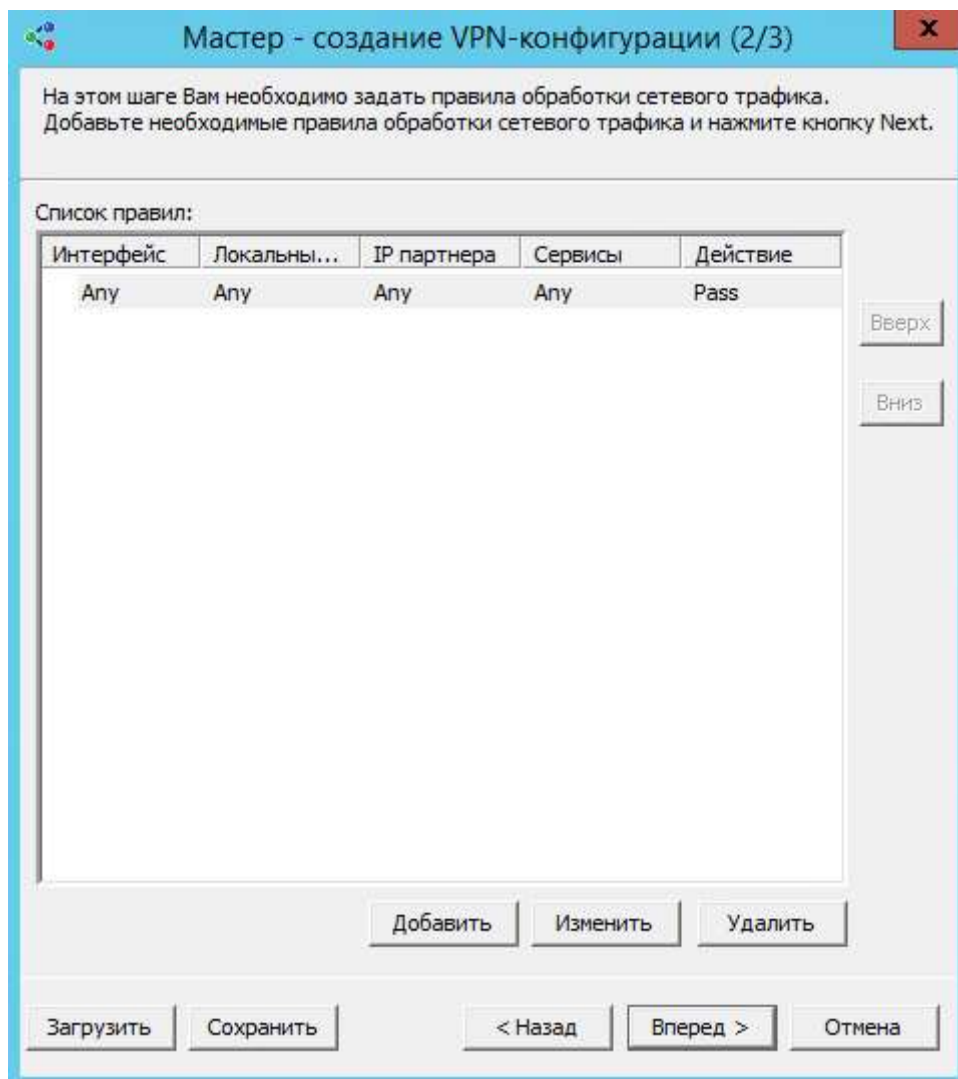 Мастер - создание VPN-конфигурации (2/3)
x
На этом шаге Вам необходимо задать правила обработки сетевого трафика.
Добавьте необходимые правила обработки сетевого трафика и нажмите кнопку Next.
Список правил:
Интерфейс Локальны... IP партнера Сервисы Действие
Any Any Any Any Pass
Вверх
Вниз
Добавить Изменить Удалить
Загрузить Сохранить < Назад Вперед > Отмена